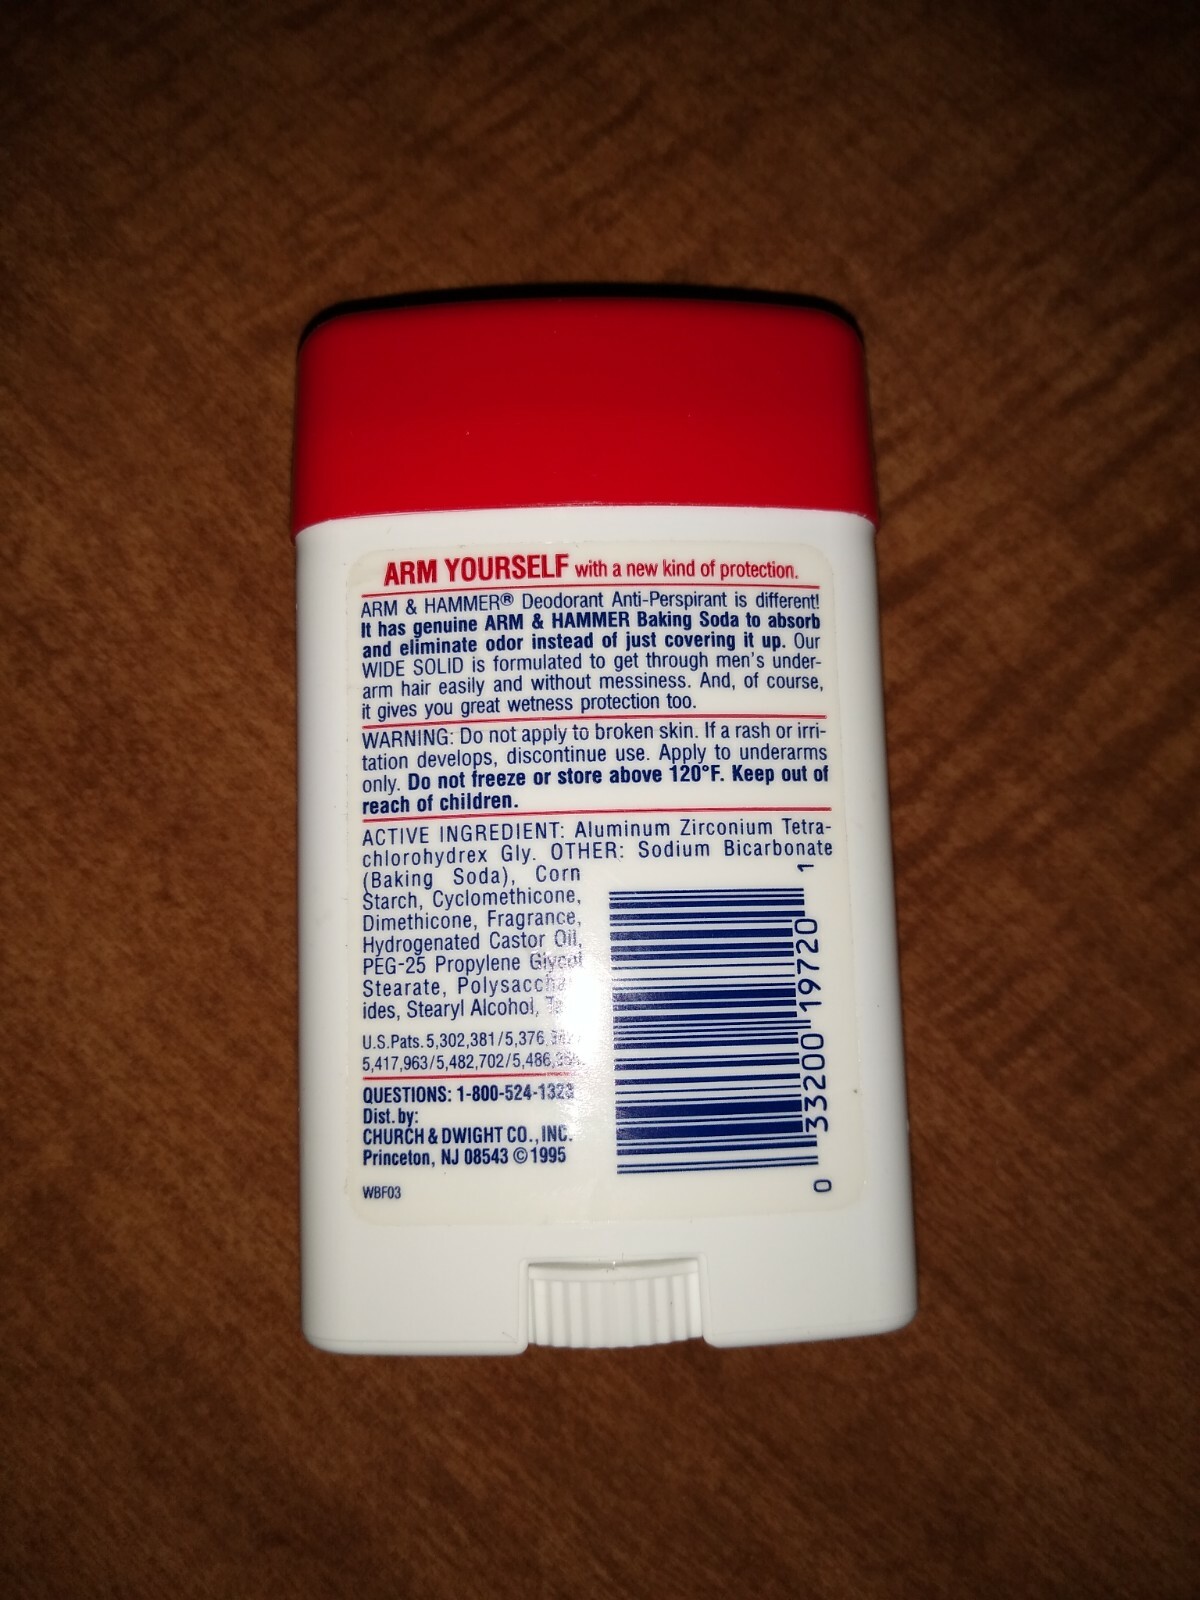 ARM YOURSELF with a new kind of protection.
ARM & HAMMER® Deodorant Anti-Perspirant is different!
It has genuine ARM & HAMMER Baking Soda to absorb
and eliminate odor instead of just covering it up. Our
WIDE SOLID is formulated to get through men's under-
arm hair easily and without messiness. And, of course,
it gives you great wetness protection too.
WARNING: Do not apply to broken skin. If a rash or irri-
tation develops, discontinue use. Apply to underarms
only. Do not freeze or store above 120°F. Keep out of
reach of children.
ACTIVE INGREDIENT: Aluminum Zirconium Tetra-
chlorohydrex Gly. OTHER: Sodium Bicarbonate
(Baking Soda), Corn
Starch, Cyclomethicone,
Dimethicone, Fragrance,
Hydrogenated Castor Oil,
PEG-25 Propylene Glycol
Stearate, Polysacchar-
ides, Stearyl Alcohol,
U.S.Pats. 5,302,381/
5,417,963/5,482,702/
QUESTIONS: 1-800-524-1328
Dist. by:
CHURCH & DWIGHT CO., INC.
Princeton, NJ 08543 © 1995
WBF03
0 33200 19720 1